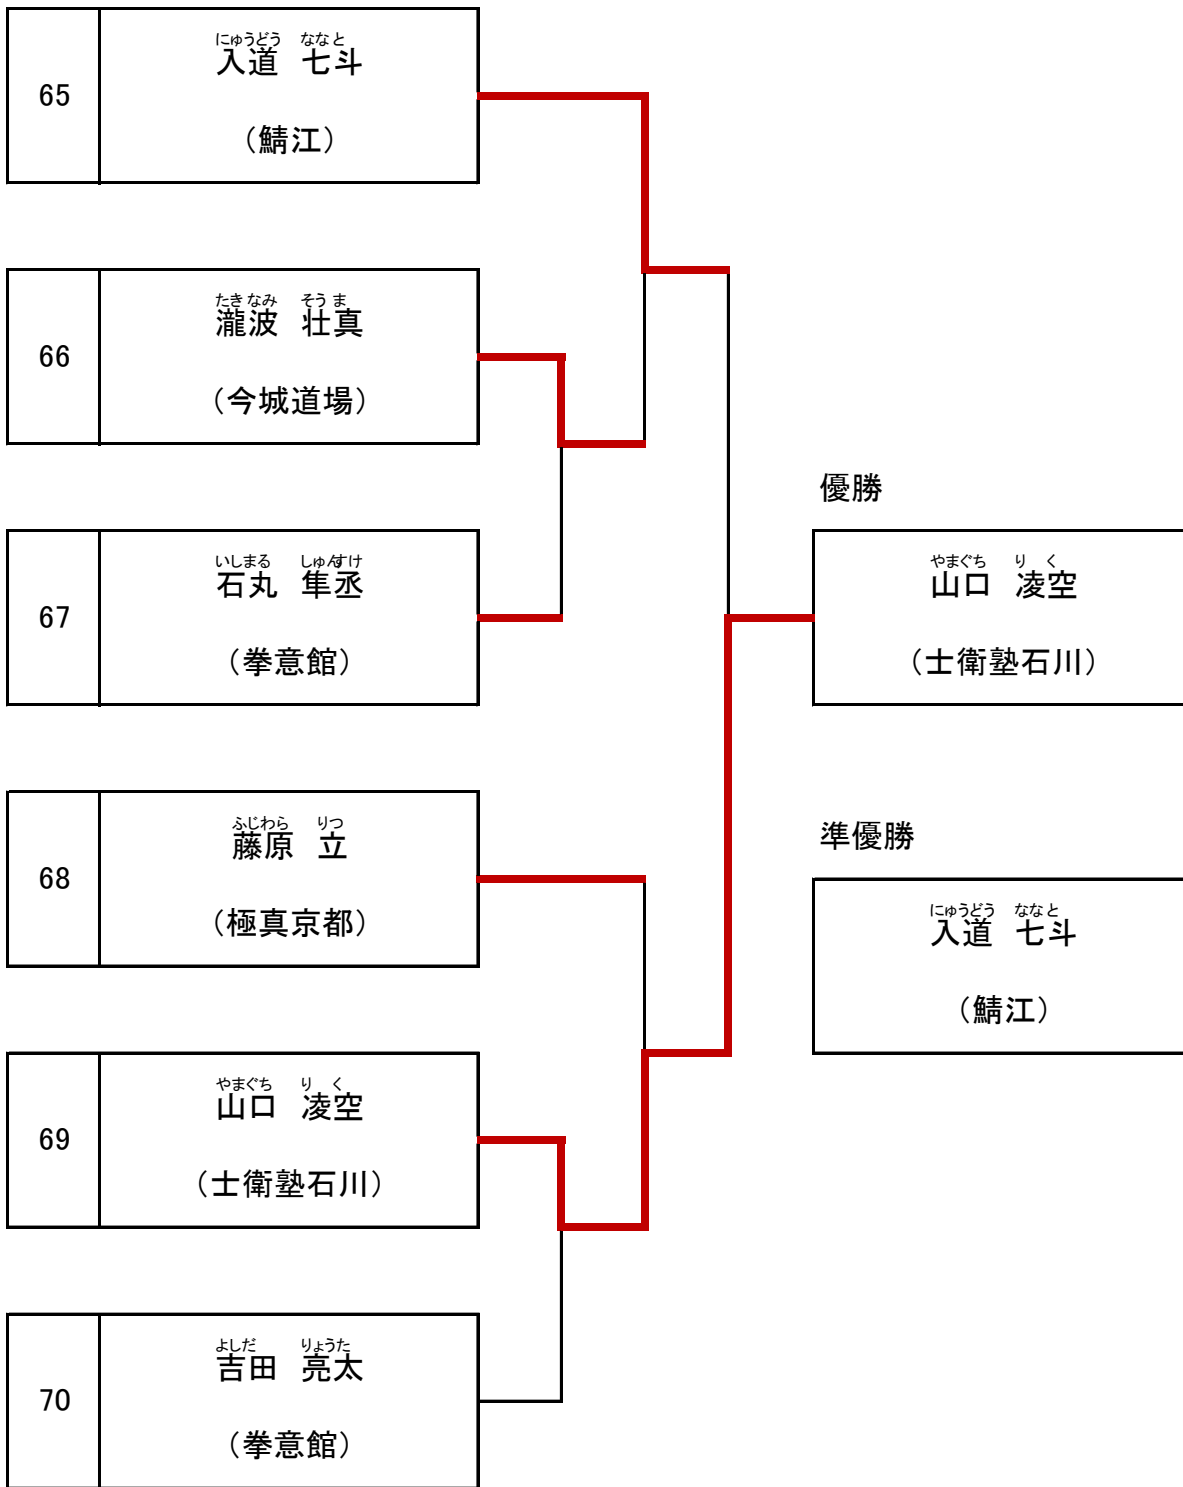 にゅうどう ななと
65 入道 七斗
(鯖江)
たきなみ そうま
66 瀧波 壮真
(今城道場)
いしまる しゅんすけ
67 石丸 隼丞
(拳意館)
ふじわら りつ
68 藤原 立
(極真京都)
やまぐち りく
69 山口 凌空
(士衛塾石川)
よしだ りょうた
70 吉田 亮太
(拳意館)
優勝
やまぐち りく
山口 凌空
(士衛塾石川)
準優勝
にゅうどう ななと
入道 七斗
(鯖江)